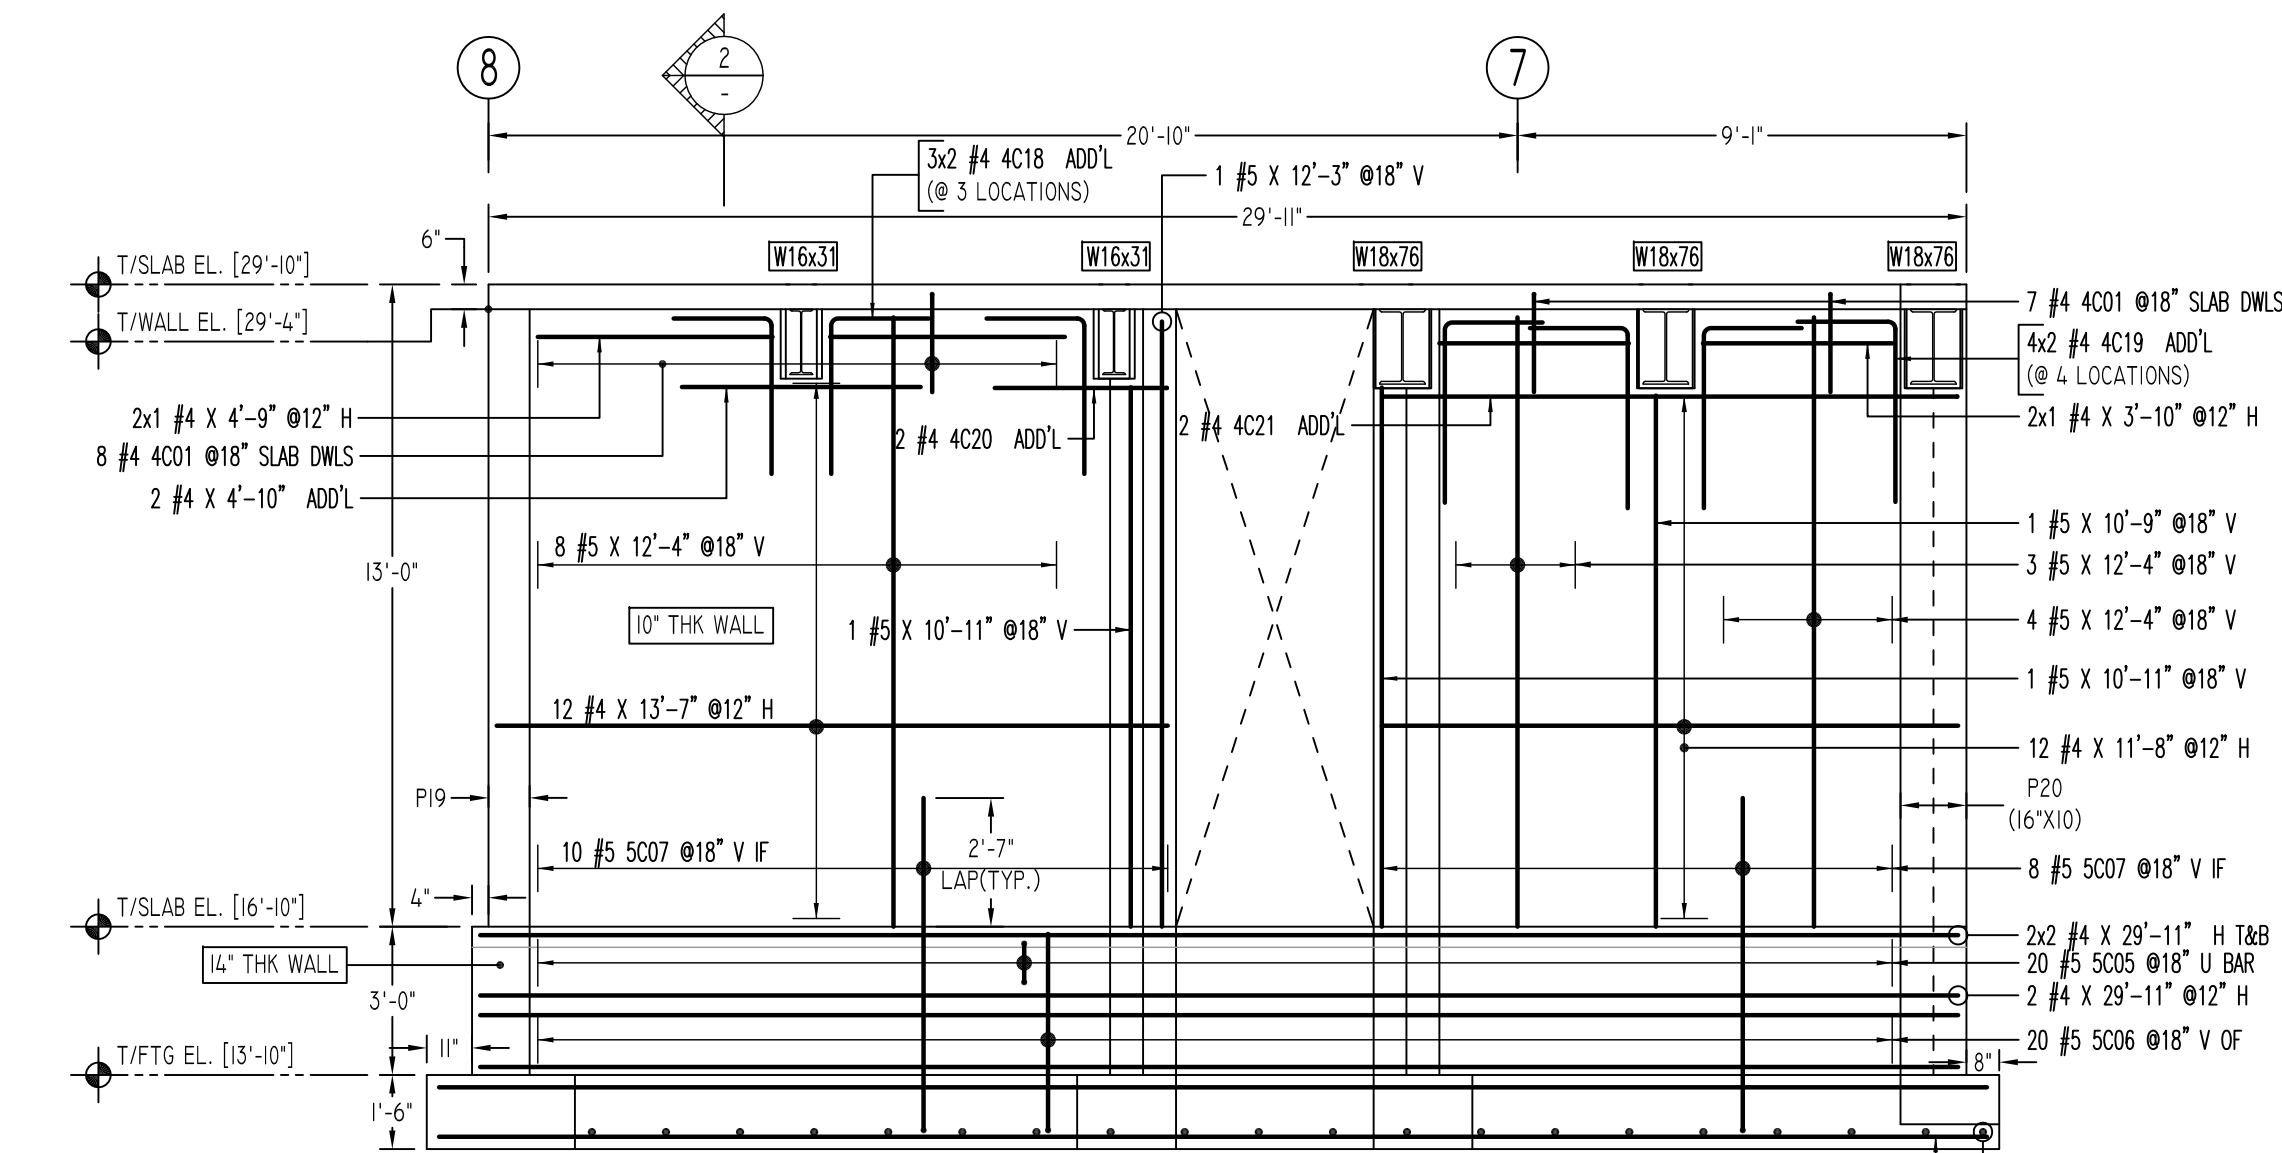 8
2
-
7
20'-10"
9'-1"
3x2 #4 4C18 ADD'L
(@ 3 LOCATIONS)
1 #5 X 12'-3" @18" V
29'-11"
6"
W16x31
W16x31
W18x76
W18x76
W18x76
T/SLAB EL. [29'-10"]
T/WALL EL. [29'-4"]
7 #4 4C01 @18" SLAB DWLS
4x2 #4 4C19 ADD'L
(@ 4 LOCATIONS)
2x1 #4 X 4'-9" @12" H
2x1 #4 X 3'-10" @12" H
2 #4 4C20 ADD'L
2 #4 4C21 ADD'L
8 #4 4C01 @18" SLAB DWLS
2 #4 X 4'-10" ADD'L
1 #5 X 10'-9" @18" V
8 #5 X 12'-4" @18" V
3 #5 X 12'-4" @18" V
13'-0"
10" THK WALL
1 #5 X 10'-11" @18" V
4 #5 X 12'-4" @18" V
1 #5 X 10'-11" @18" V
12 #4 X 13'-7" @12" H
12 #4 X 11'-8" @12" H
P19
P20
(16"X10)
10 #5 5C07 @18" V IF
2'-7"
LAP(TYP.)
8 #5 5C07 @18" V IF
4"
T/SLAB EL. [16'-10"]
2x2 #4 X 29'-11" H T&B
14" THK WALL
20 #5 5C05 @18" U BAR
3'-0"
2 #4 X 29'-11" @12" H
T/FTG EL. [13'-10"]
11"
20 #5 5C06 @18" V OF
8"
1'-6"